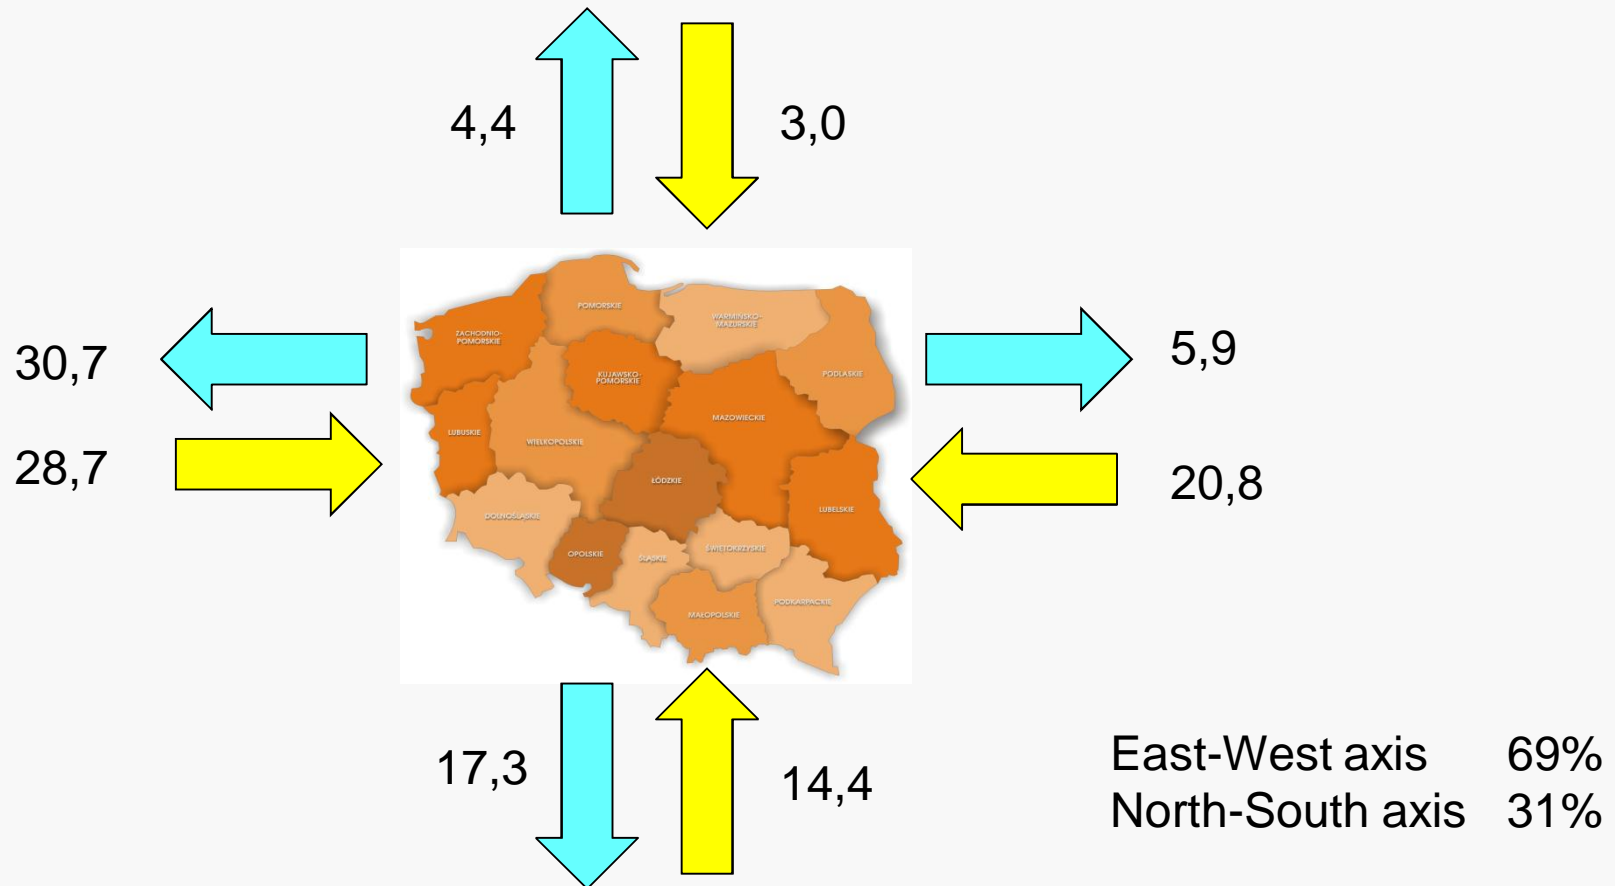 4,4
3,0
30,7
28,7
5,9
20,8
POMORSKIE
WARMIŃSKO-
MAZURSKIE
ZACHODNIO-
POMORSKIE
KUJAWSKO-
POMORSKIE
PODLASKIE
MAZOWIECKIE
LUBUSKIE
WIELKOPOLSKIE
ŁÓDZKIE
LUBELSKIE
DOLNOŚLĄSKIE
OPOLSKIE
ŚLĄSKIE
ŚWIĘTOKRZYSKIE
MAŁOPOLSKIE
PODKARPACKIE
17,3
14,4
East-West axis 69%
North-South axis 31%